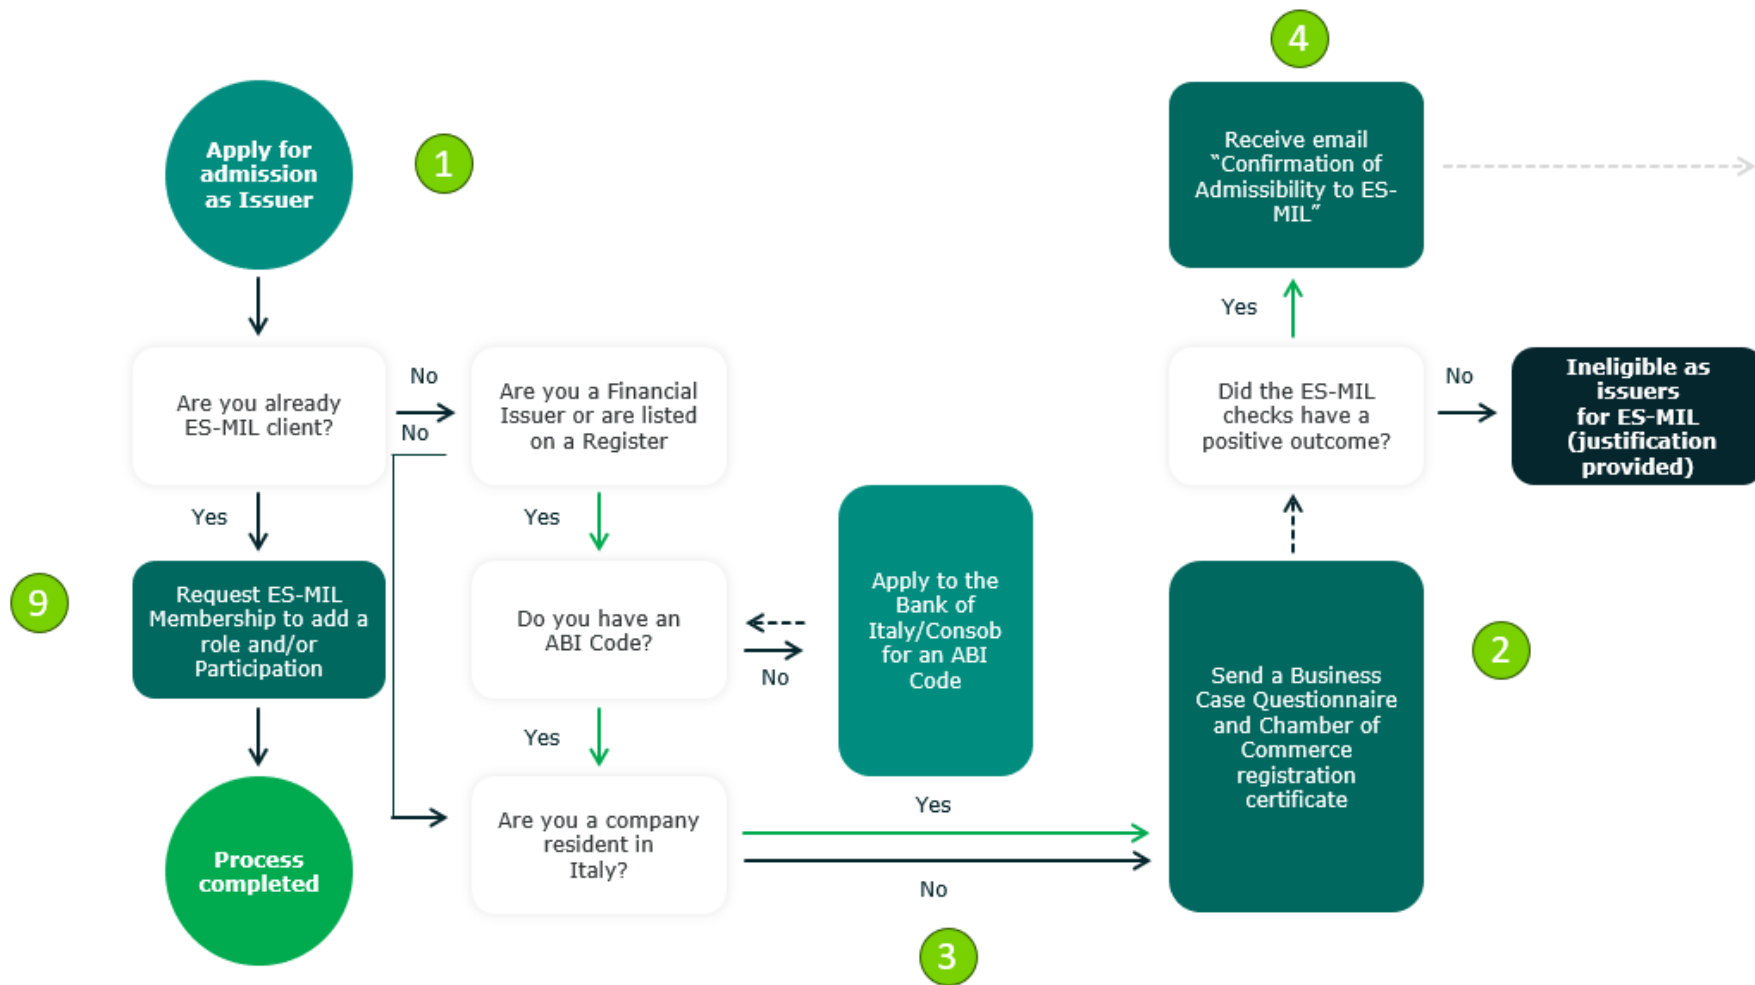 Apply for
admission
as Issuer
1
Are you already
ES-MIL client?
No
No
Yes
9
Request ES-MIL
Membership to add a
role and/or
Participation
Process
completed
Are you a Financial
Issuer or are listed
on a Register
Yes
Do you have an
ABI Code?
No
Apply to the
Bank of
Italy/Consob
for an ABI
Code
Yes
Are you a company
resident in
Italy?
Yes
No
3
2
Send a Business
Case Questionnaire
and Chamber of
Commerce
registration
certificate
Did the ES-MIL
checks have a
positive outcome?
No
Ineligible as
issuers
for ES-MIL
(justification
provided)
Yes
4
Receive email
“Confirmation of
Admissibility to ES-
MIL”